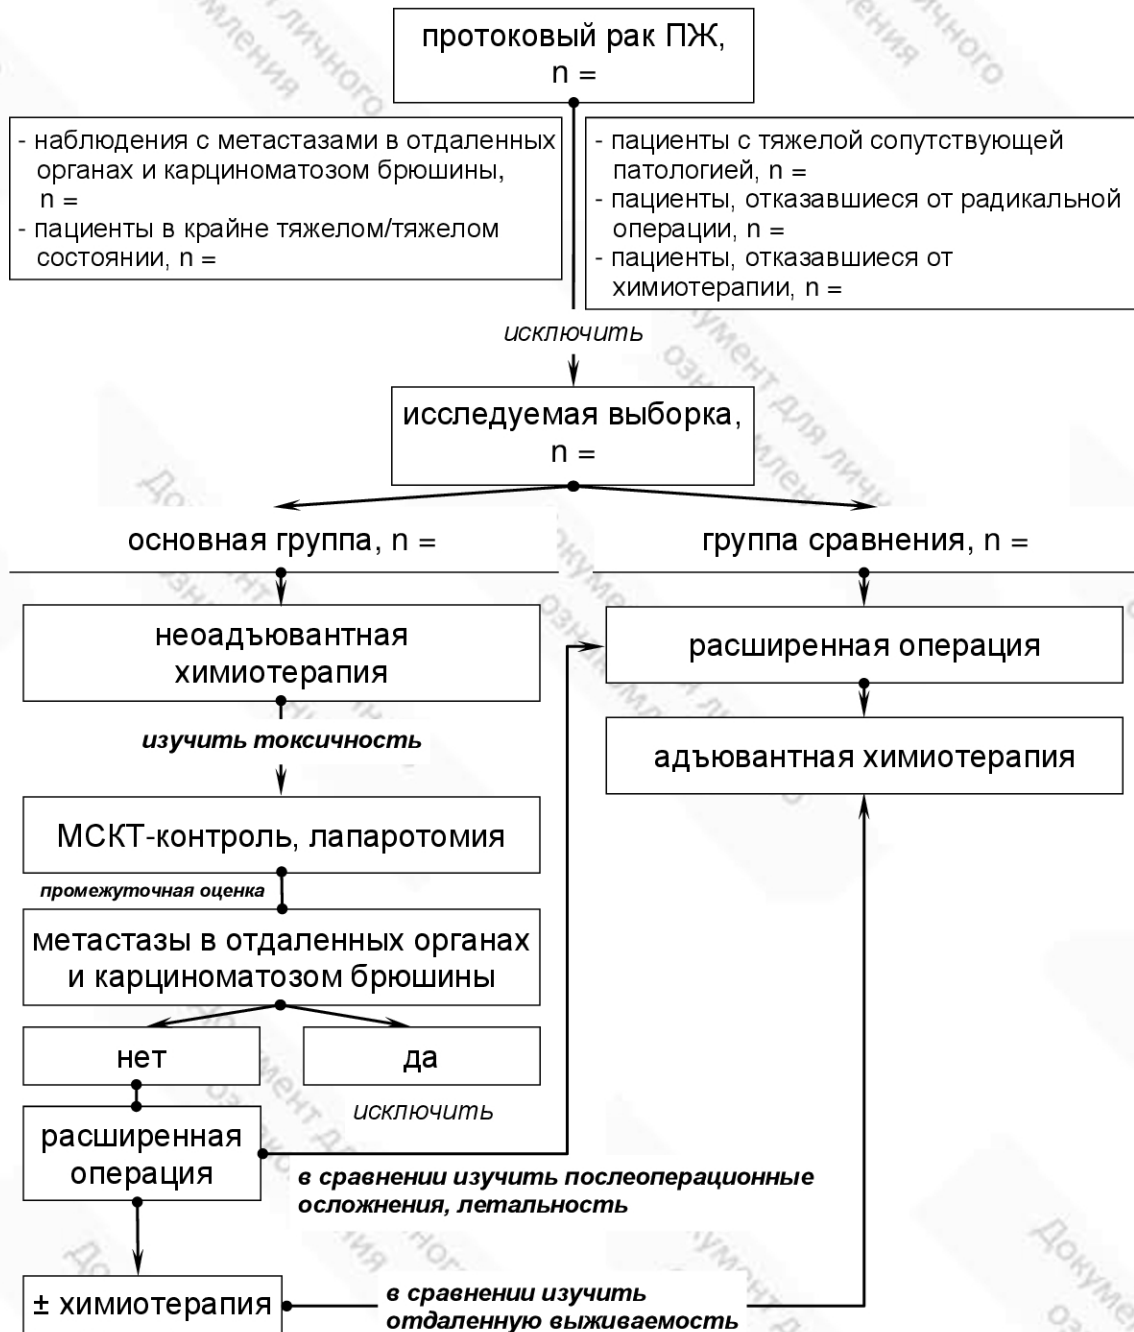 протоковый рак ПЖ,
n =
- наблюдения с метастазами в отдаленных
органах и карциноматозом брюшины,
n =
- пациенты в крайне тяжелом/тяжелом
состоянии, n =
- пациенты с тяжелой сопутствующей
патологией, n =
- пациенты, отказавшиеся от радикальной
операции, n =
- пациенты, отказавшиеся от
химиотерапии, n =
исключить
исследуемая выборка,
n =
основная группа, n =
группа сравнения, n =
неоадъювантная
химиотерапия
расширенная операция
изучить токсичность
адъювантная химиотерапия
МСКТ-контроль, лапаротомия
промежуточная оценка
метастазы в отдаленных органах
и карциноматозом брюшины
нет
да
исключить
расширенная
операция
в сравнении изучить послеоперационные
осложнения, летальность
± химиотерапия
в сравнении изучить
отдаленную выживаемость